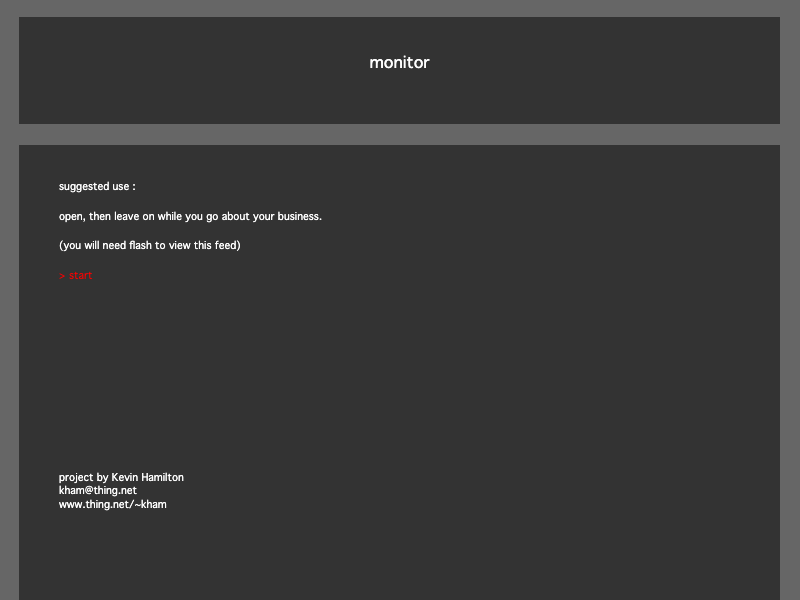 monitor
suggested use :
open, then leave on while you go about your business.
(you will need flash to view this feed)
> start
project by Kevin Hamilton
kham@thing.net
www.thing.net/~kham